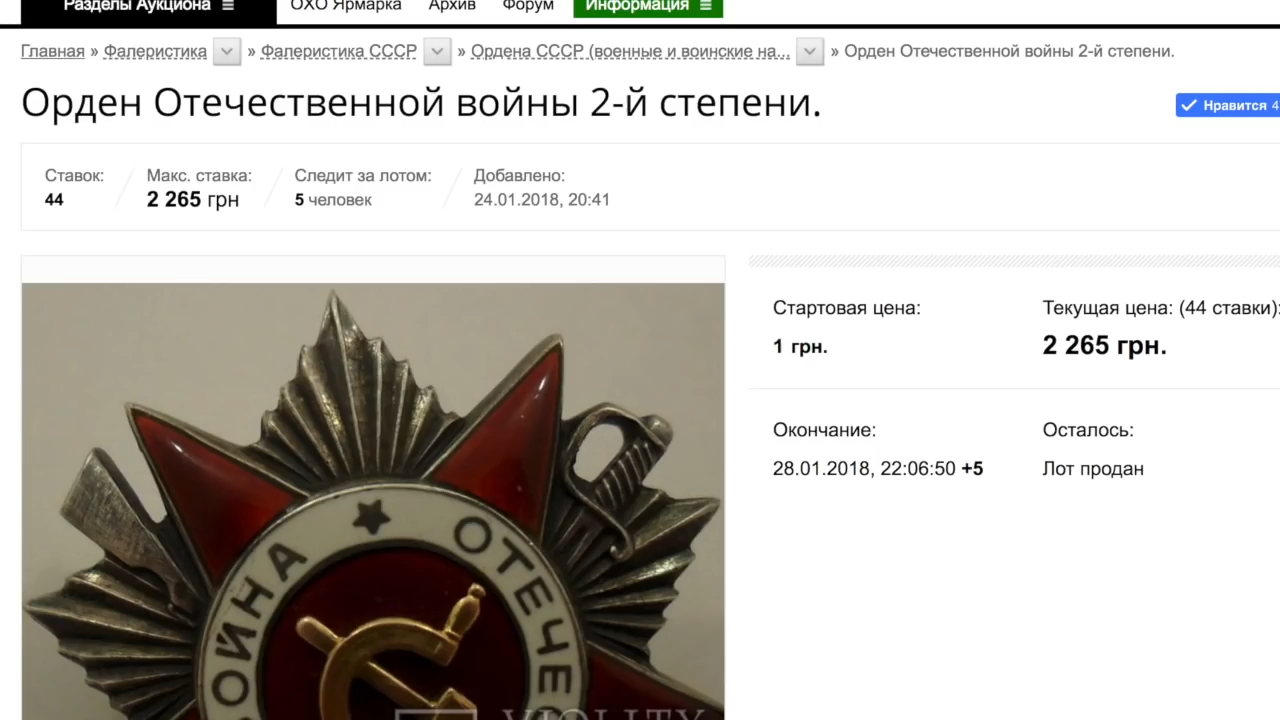 Разделы Аукциона
ОХО Ярмарка
Архив
Форум
Информация
Главная » Фалеристика » Фалеристика СССР » Ордена СССР (военные и воинские на... » Орден Отечественной войны 2-й степени.
Орден Отечественной войны 2-й степени.
Нравится 4
Ставок:
44
Макс. ставка:
2 265 грн
Следит за лотом:
5 человек
Добавлено:
24.01.2018, 20:41
Стартовая цена:
1 грн.
Текущая цена: (44 ставки):
2 265 грн.
Окончание:
28.01.2018, 22:06:50 +5
Осталось:
Лот продан
ВОЙНА ★ ОТЕЧЕ
VIOLITY